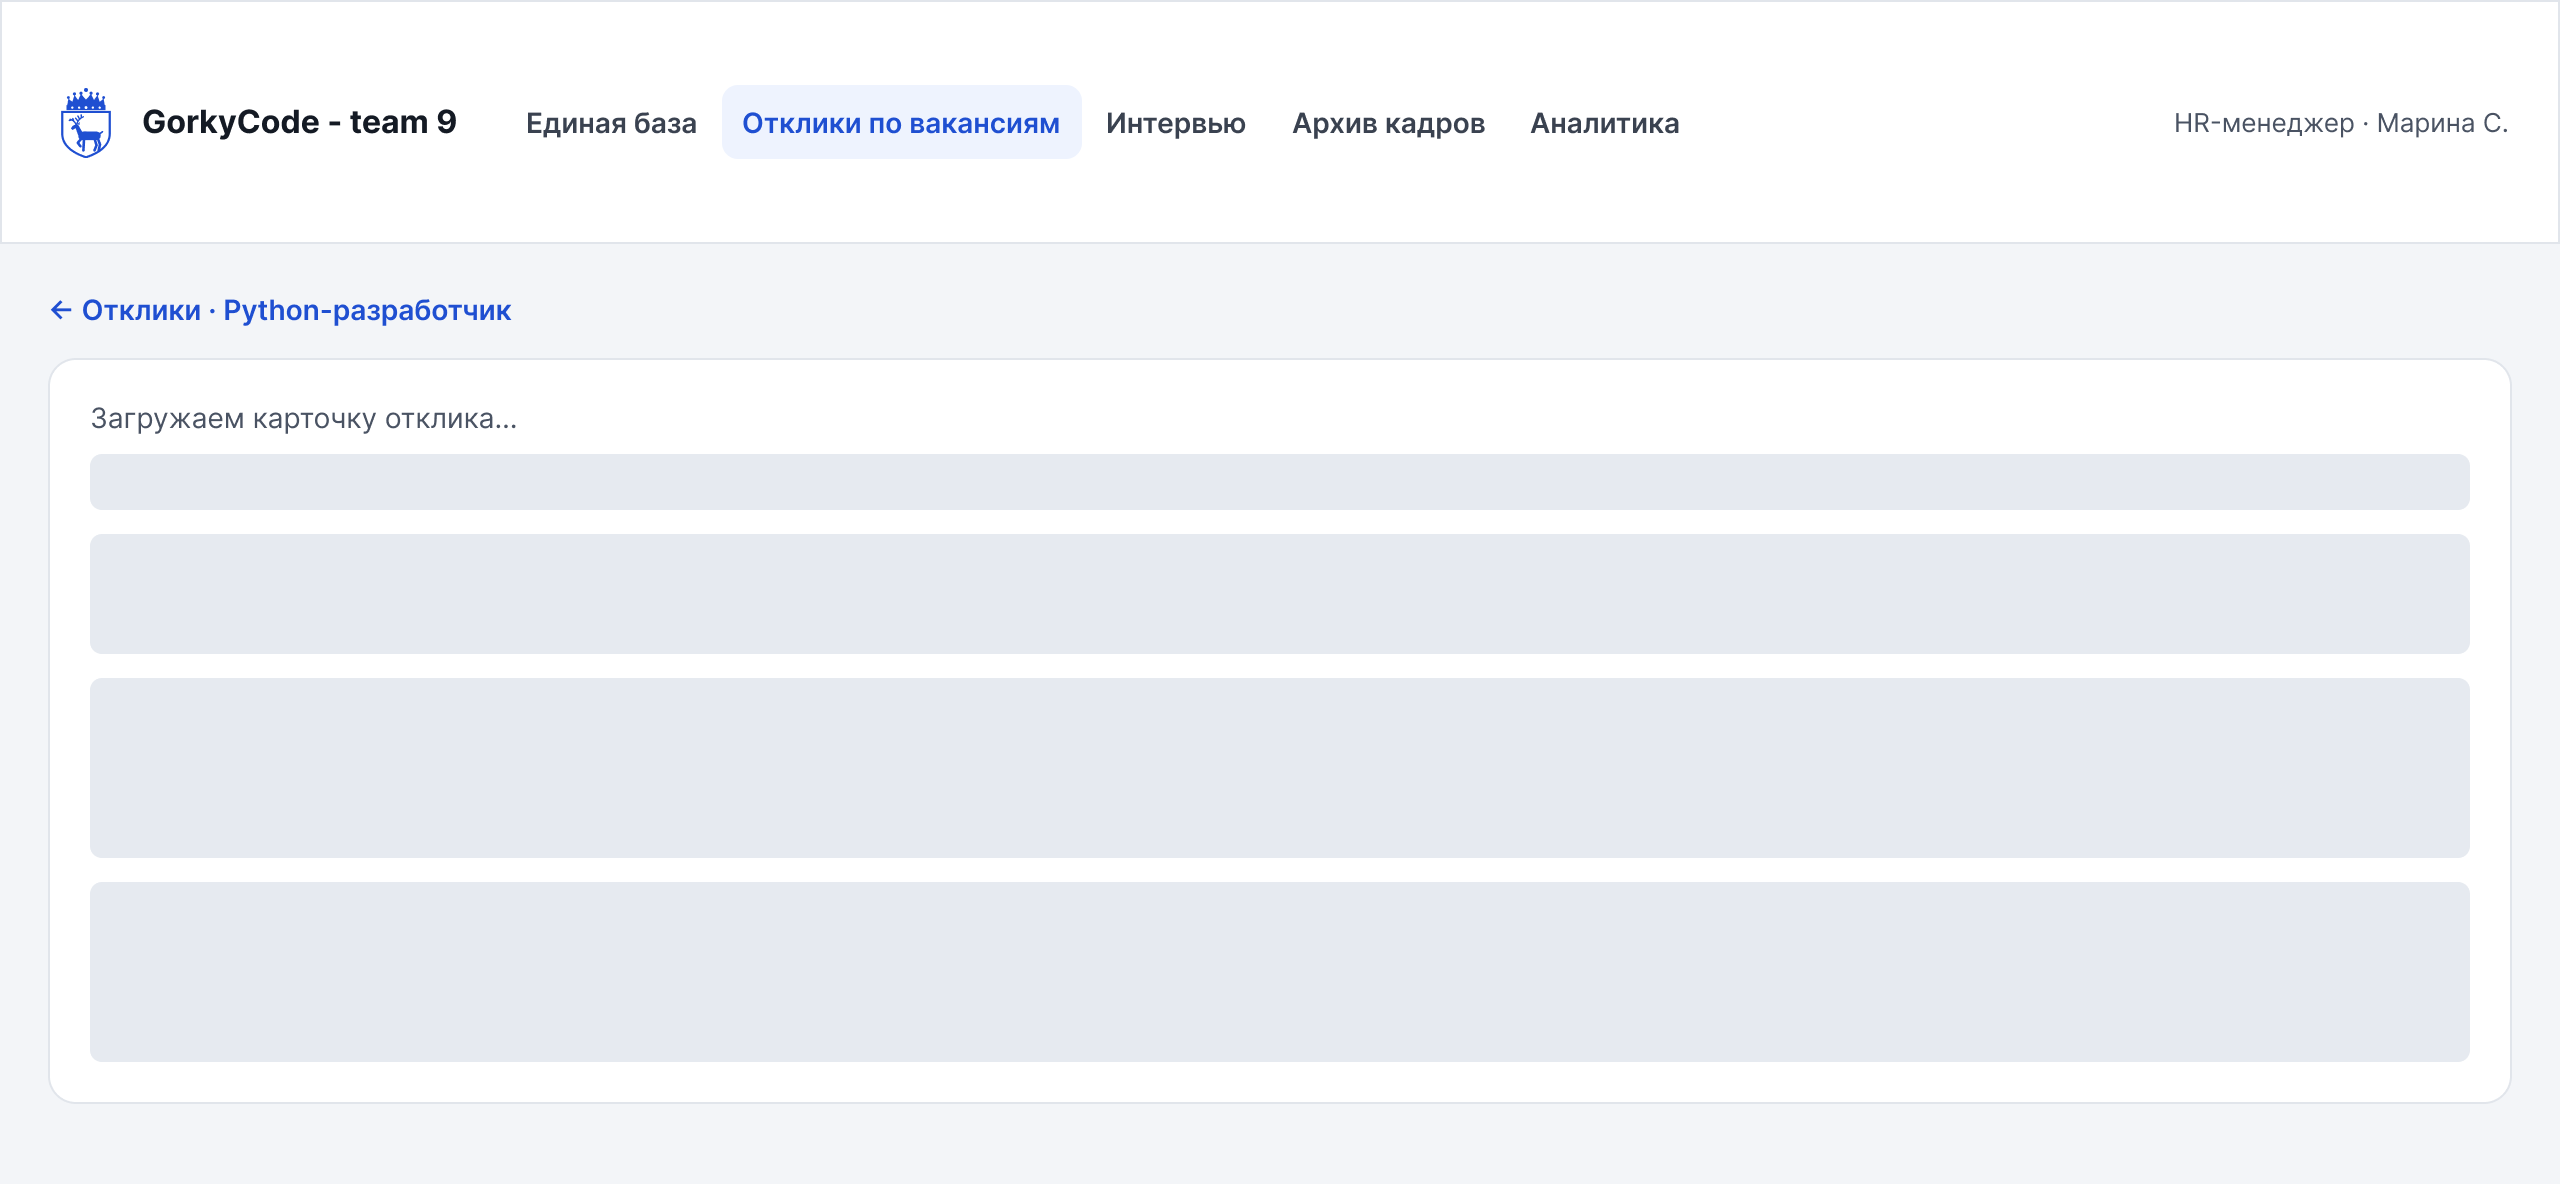 GorkyCode - team 9
Единая база
Отклики по вакансиям
Интервью
Архив кадров
Аналитика
HR-менеджер · Марина С.
← Отклики · Python-разработчик
Загружаем карточку отклика...